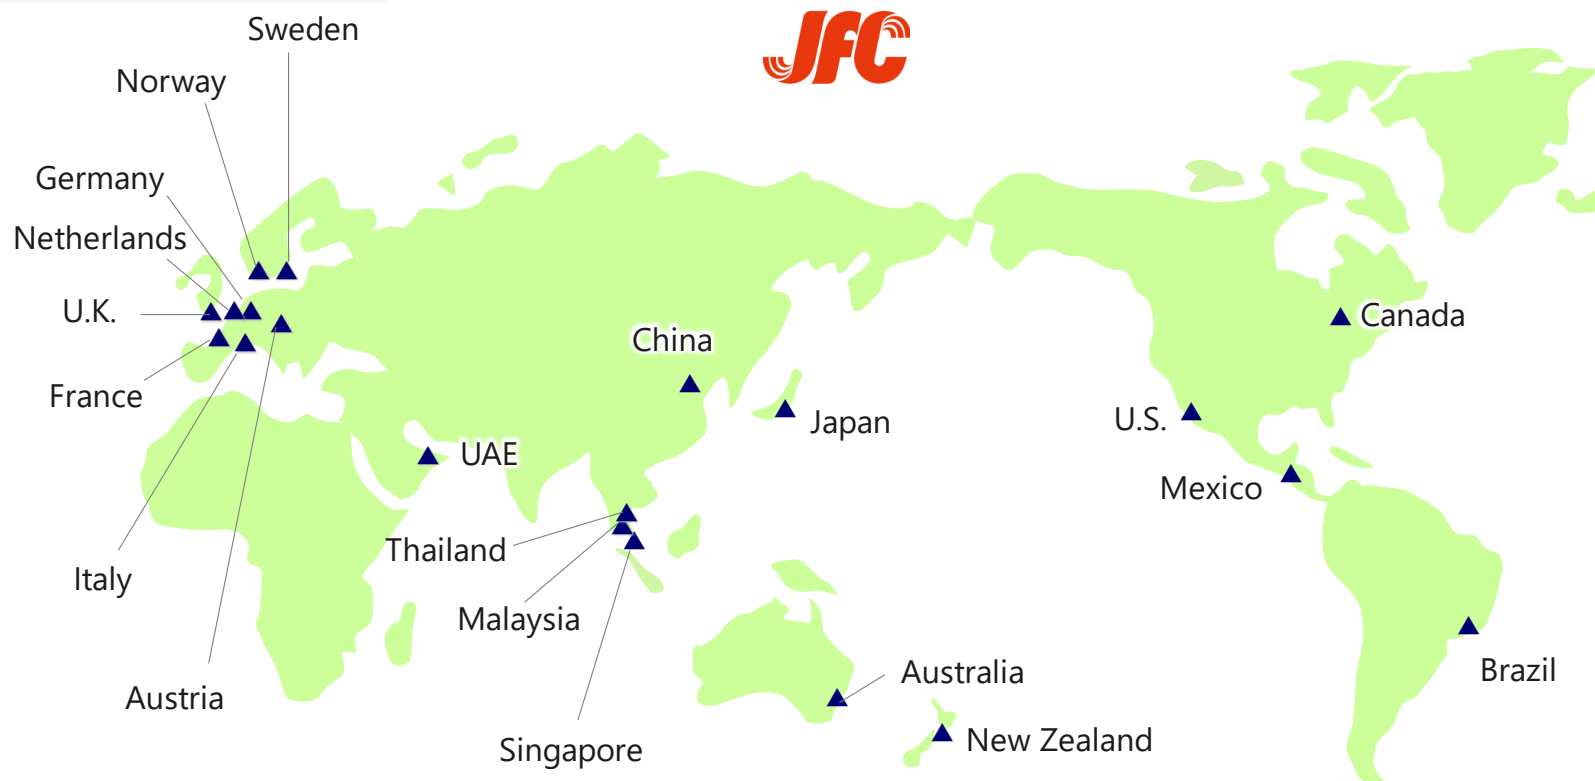 Sweden
JFC
Norway
Germany
Netherlands
U.K.
France
Italy
Austria
China
Japan
UAE
Thailand
Malaysia
Singapore
Australia
New Zealand
Canada
U.S.
Mexico
Brazil